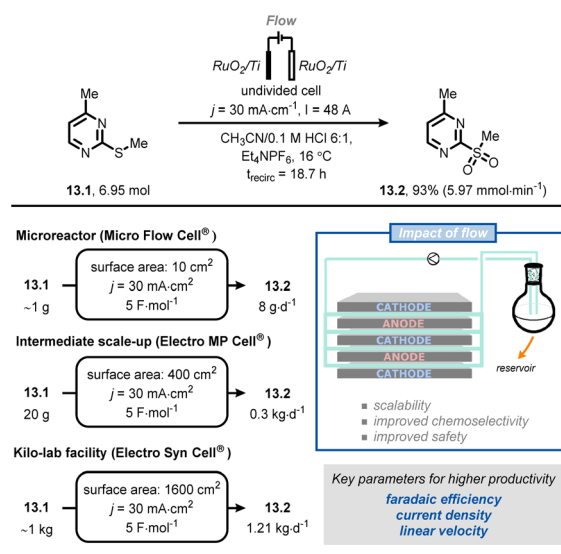 Flow
RuO2/Ti RuO2/Ti
undivided cell
j = 30 mA·cm-1, I = 48 A
CH3CN/0.1 M HCl 6:1,
Et4NPF6, 16 °C
trecirc = 18.7 h
Me
N
N
S
Me
13.1, 6.95 mol
Me
N
N
S
Me
O
O
13.2, 93% (5.97 mmol·min-1)
Microreactor (Micro Flow Cell®)
13.1
~1 g
surface area: 10 cm2
j = 30 mA·cm-2
5 F·mol-1
13.2
8 g·d-1
Intermediate scale-up (Electro MP Cell®)
13.1
20 g
surface area: 400 cm2
j = 30 mA·cm-2
5 F·mol-1
13.2
0.3 kg·d-1
Kilo-lab facility (Electro Syn Cell®)
13.1
~1 kg
surface area: 1600 cm2
j = 30 mA·cm-2
5 F·mol-1
13.2
1.21 kg·d-1
Impact of flow
CATHODE
ANODE
CATHODE
ANODE
CATHODE
reservoir
■ scalability
■ improved chemoselectivity
■ improved safety
Key parameters for higher productivity
faradaic efficiency
current density
linear velocity